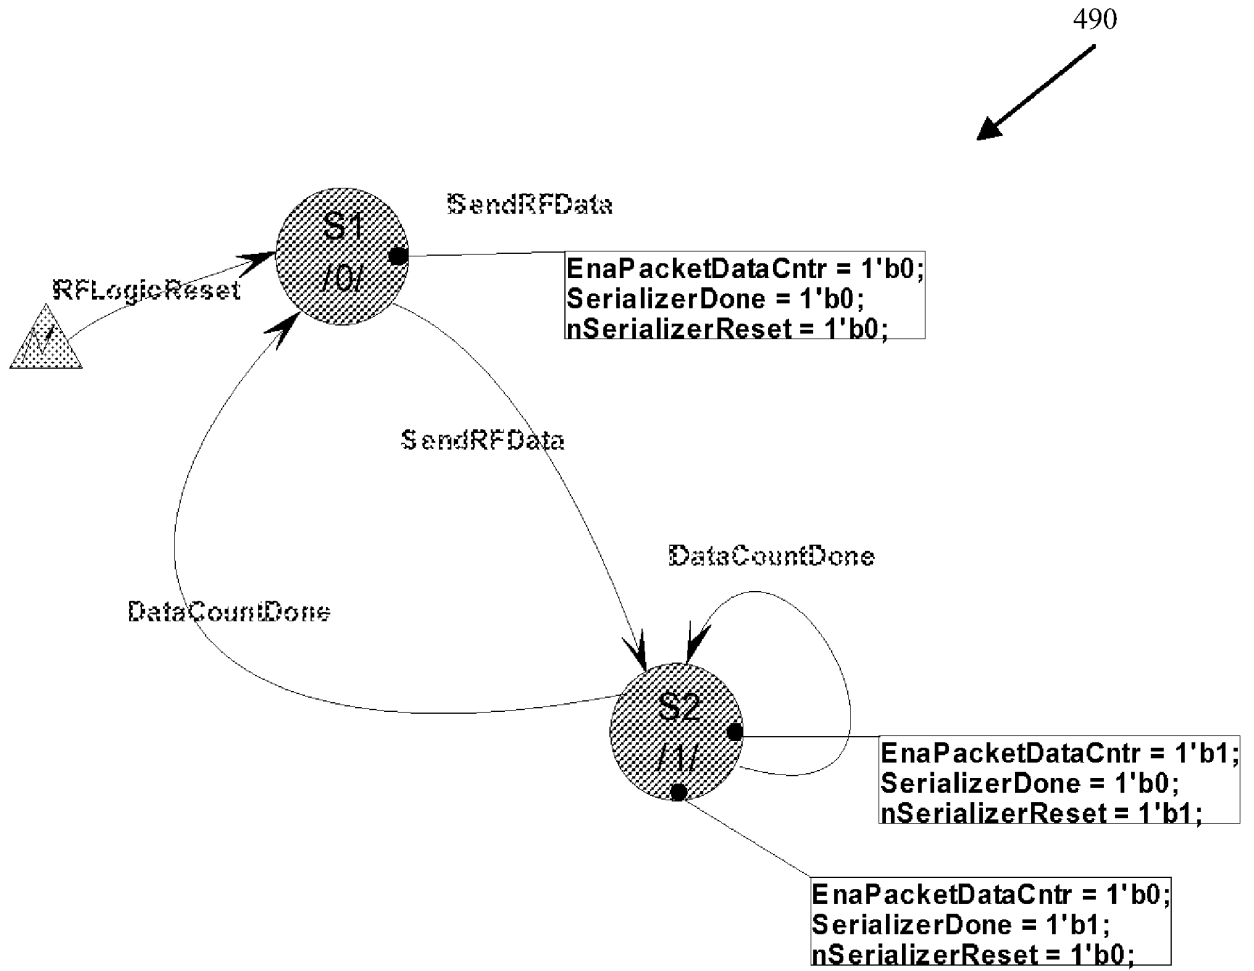 490
SendRFData
S1
/0/
EnaPacketDataCntr = 1'b0;
SerializerDone = 1'b0;
nSerializerReset = 1'b0;
RFLogicReset
SendRFData
DataCountDone
DataCountDone
S2
/1/
EnaPacketDataCntr = 1'b1;
SerializerDone = 1'b0;
nSerializerReset = 1'b1;
EnaPacketDataCntr = 1'b0;
SerializerDone = 1'b1;
nSerializerReset = 1'b0;